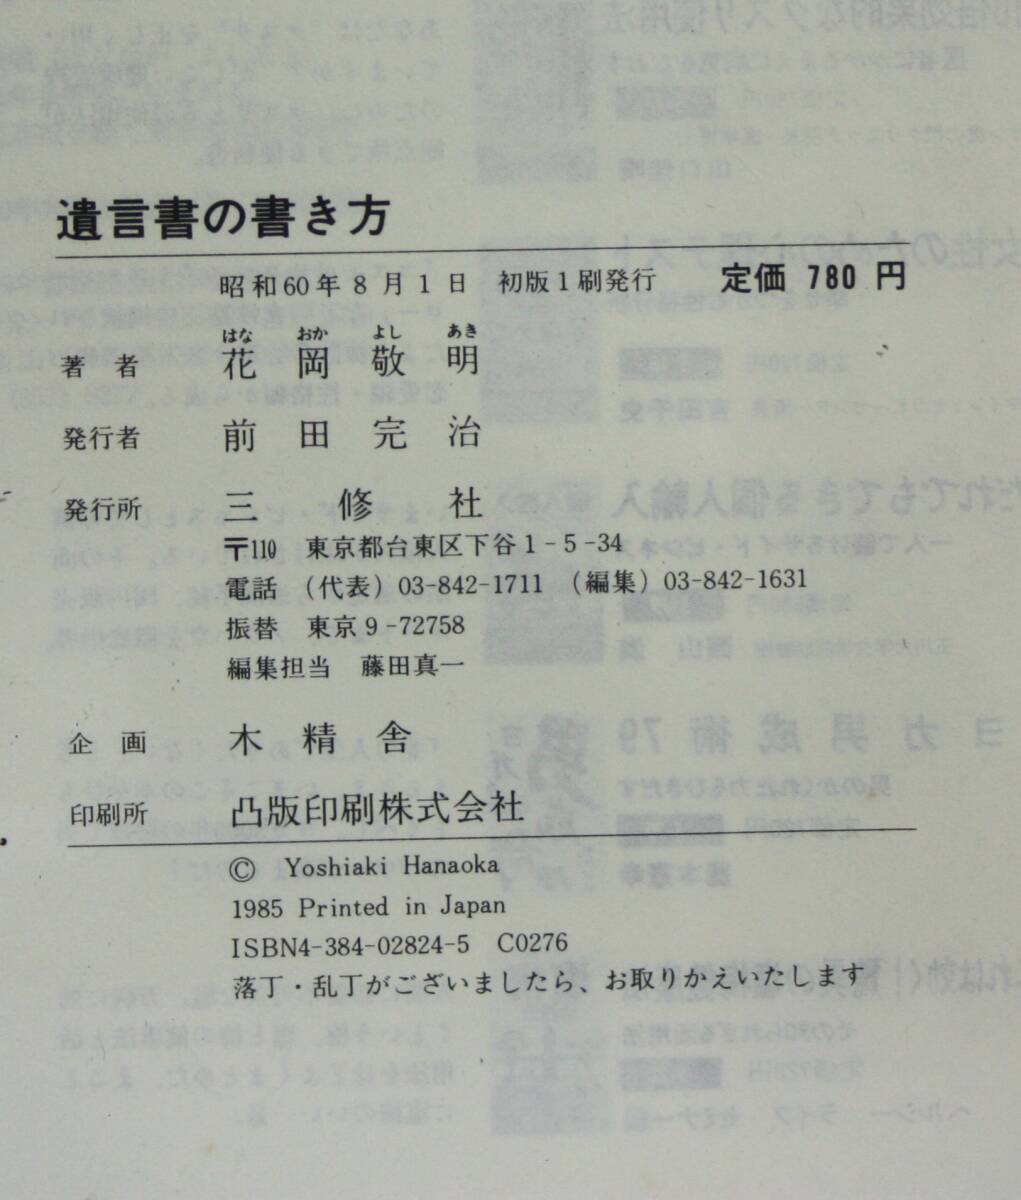 遺言書の書き方
昭和60年8月1日 初版1刷発行 定価 780 円
はな おか よし あき
著者 花岡敬明
発行者 前田完治
発行所 三修社
〒110 東京都台東区下谷1-5-34
電話 (代表) 03-842-1711 (編集) 03-842-1631
振替 東京9-72758
編集担当 藤田真一
企画 木精舎
印刷所 凸版印刷株式会社
© Yoshiaki Hanaoka
1985 Printed in Japan
ISBN4-384-02824-5 C0276
落丁・乱丁がございましたら、お取りかえいたします